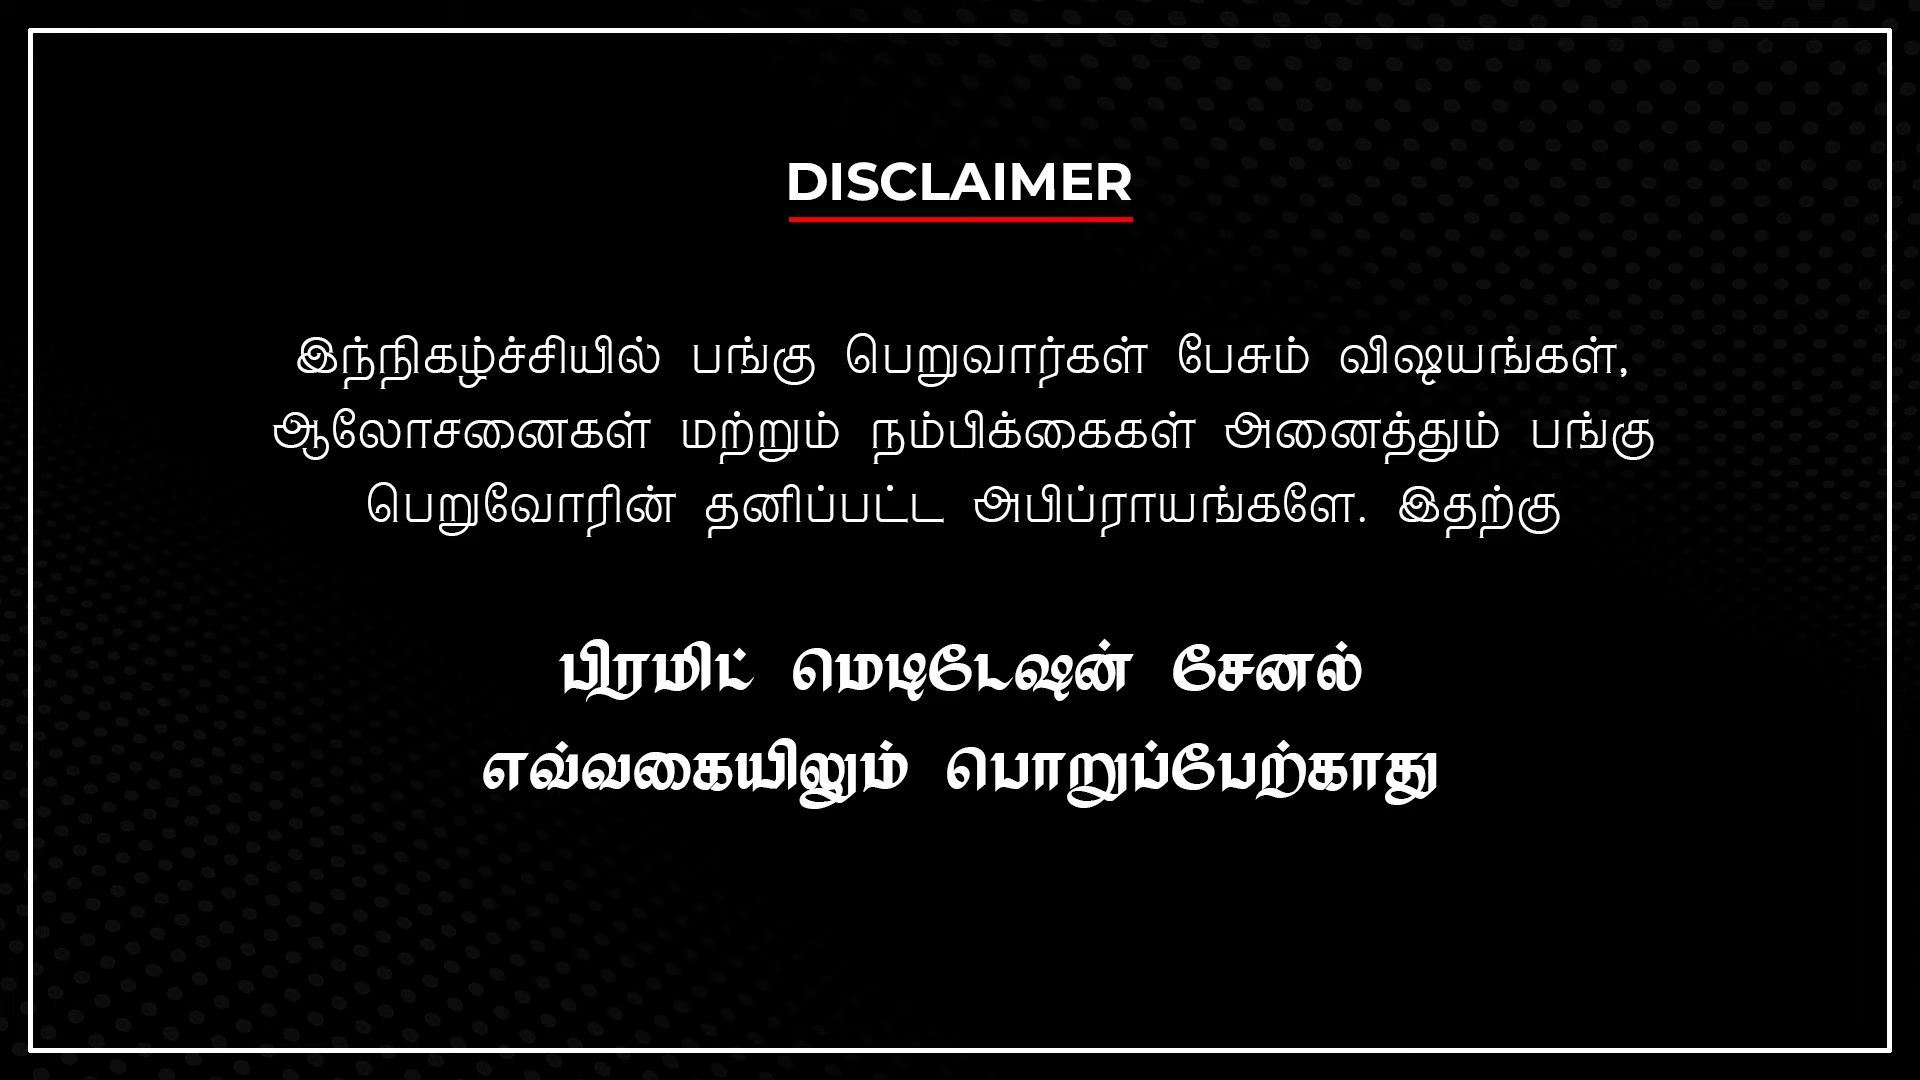 DISCLAIMER
இந்நிகழ்ச்சியில் பங்கு பெறுவார்கள் பேசும் விஷயங்கள்,
ஆலோசனைகள் மற்றும் நம்பிக்கைகள் அனைத்தும் பங்கு
பெறுவோரின் தனிப்பட்ட அபிப்ராயங்களே. இதற்கு
பிரமிட் மெடிடேஷன் சேனல்
எவ்வகையிலும் பொறுப்பேற்காது